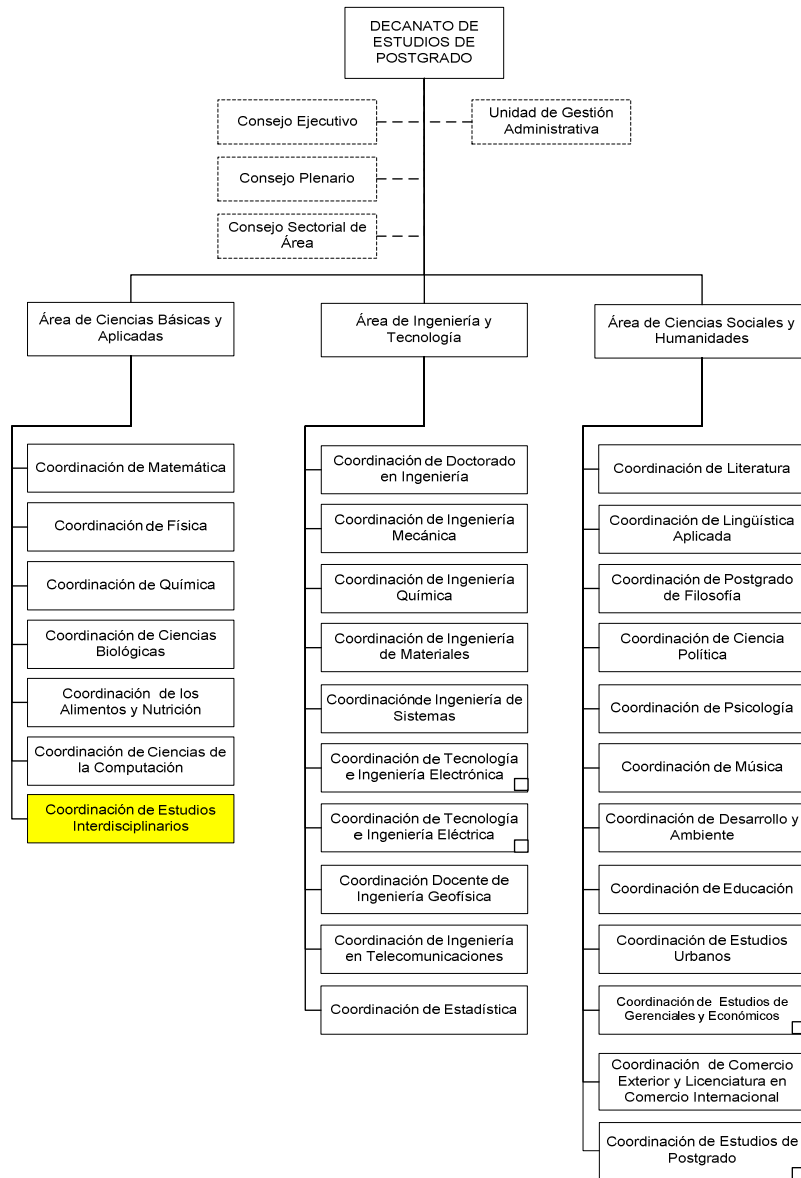 DECANATO DE
ESTUDIOS DE
POSTGRADO
Consejo Ejecutivo
Unidad de Gestión
Administrativa
Consejo Plenario
Consejo Sectorial de
Área
Área de Ciencias Básicas y
Aplicadas
Área de Ingeniería y
Tecnología
Área de Ciencias Sociales y
Humanidades
Coordinación de Matemática
Coordinación de Física
Coordinación de Química
Coordinación de Ciencias
Biológicas
Coordinación de los
Alimentos y Nutrición
Coordinación de Ciencias de
la Computación
Coordinación de Estudios
Interdisciplinarios
Coordinación de Doctorado
en Ingeniería
Coordinación de Ingeniería
Mecánica
Coordinación de Ingeniería
Química
Coordinación de Ingeniería
de Materiales
Coordinación de Ingeniería de
Sistemas
Coordinación de Tecnología
e Ingeniería Electrónica
Coordinación de Tecnología
e Ingeniería Eléctrica
Coordinación Docente de
Ingeniería Geofísica
Coordinación de Ingeniería
en Telecomunicaciones
Coordinación de Estadística
Coordinación de Literatura
Coordinación de Lingüística
Aplicada
Coordinación de Postgrado
de Filosofía
Coordinación de Ciencia
Política
Coordinación de Psicología
Coordinación de Música
Coordinación de Desarrollo y
Ambiente
Coordinación de Educación
Coordinación de Estudios
Urbanos
Coordinación de Estudios de
Gerenciales y Económicos
Coordinación de Comercio
Exterior y Licenciatura en
Comercio Internacional
Coordinación de Estudios de
Postgrado